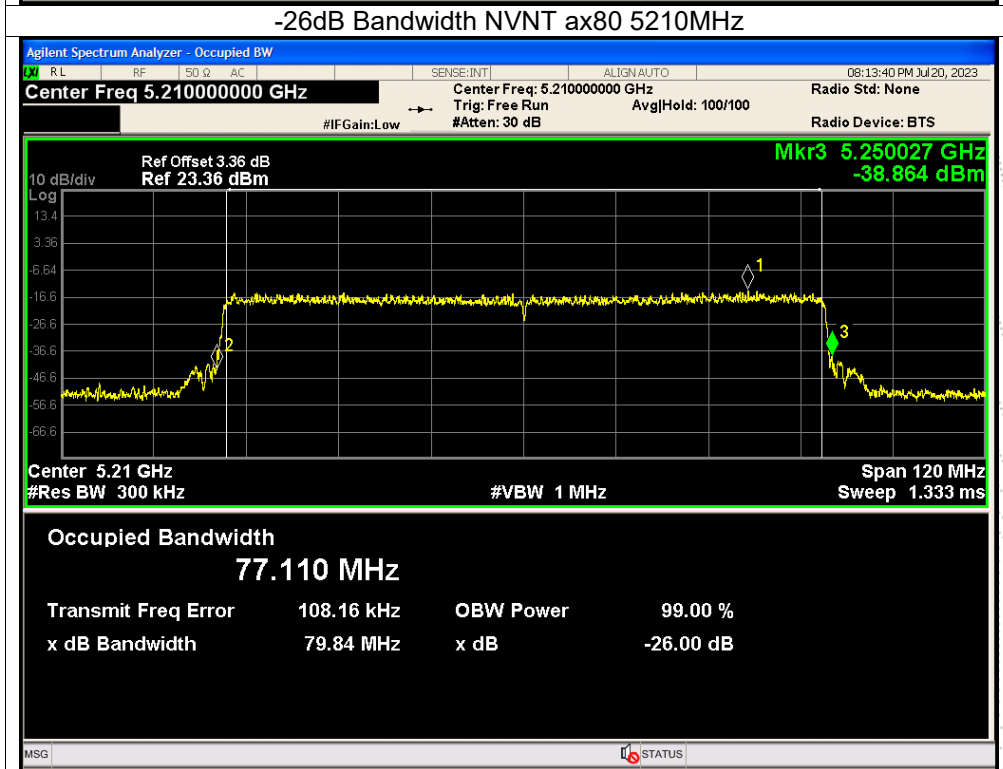 -26dB Bandwidth NVNT ax80 5210MHz
Agilent Spectrum Analyzer - Occupied BW
LXI RL RF 50 Ω AC SENSE:INT ALIGN AUTO 08:13:40 PM Jul 20, 2023
Center Freq 5.210000000 GHz Center Freq: 5.210000000 GHz Radio Std: None
Trig: Free Run Avg|Hold: 100/100
#IFGain:Low #Atten: 30 dB Radio Device: BTS
Ref Offset 3.36 dB Mkr3 5.250027 GHz
10 dB/div Ref 23.36 dBm -38.864 dBm
Log
13.4
3.36
-6.64
1
-16.6
-26.6
3
-36.6
2
-46.6
-56.6
-66.6
Center 5.21 GHz Span 120 MHz
#Res BW 300 kHz #VBW 1 MHz Sweep 1.333 ms
Occupied Bandwidth
77.110 MHz
Transmit Freq Error 108.16 kHz OBW Power 99.00 %
x dB Bandwidth 79.84 MHz x dB -26.00 dB
MSG STATUS